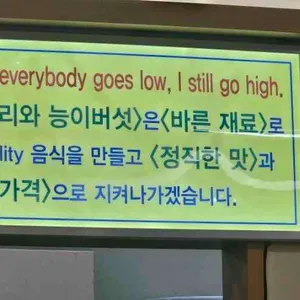 everybody goes low, I still go high.
리와 능이버섯>은<바른 재료>로
lity 음식을 만들고 <정직한 맛>과
가격>으로 지켜나가겠습니다.